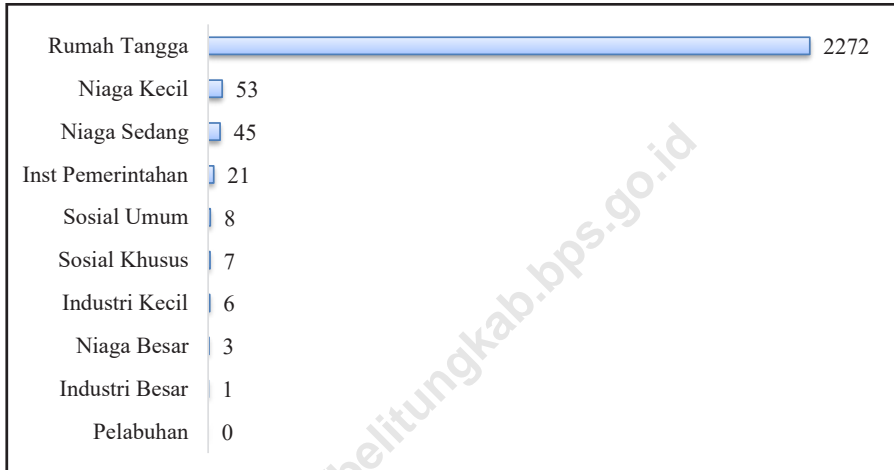 Rumah Tangga 2272
Niaga Kecil 53
Niaga Sedang 45
Inst Pemerintahan 21
Sosial Umum 8
Sosial Khusus 7
Industri Kecil 6
Niaga Besar 3
Industri Besar 1
Pelabuhan 0
belitungkab.bps.go.id